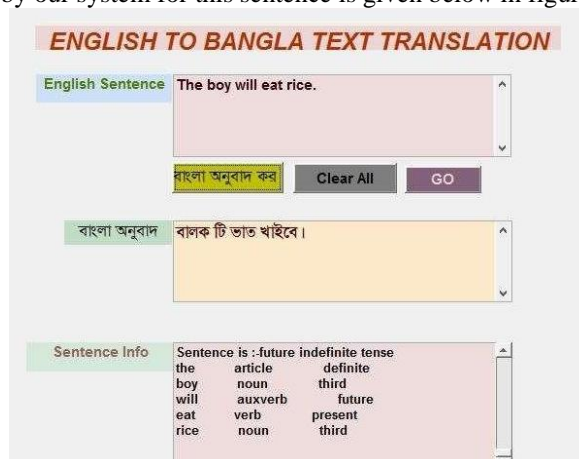 by our system for this sentence is given below in figur
ENGLISH TO BANGLA TEXT TRANSLATION
English Sentence The boy will eat rice.
বাংলা অনুবাদ কর Clear All GO
বাংলা অনুবাদ বালক টি ভাত খাইবে।
Sentence Info Sentence is :-future indefinite tense
the article definite
boy noun third
will auxverb future
eat verb present
rice noun third